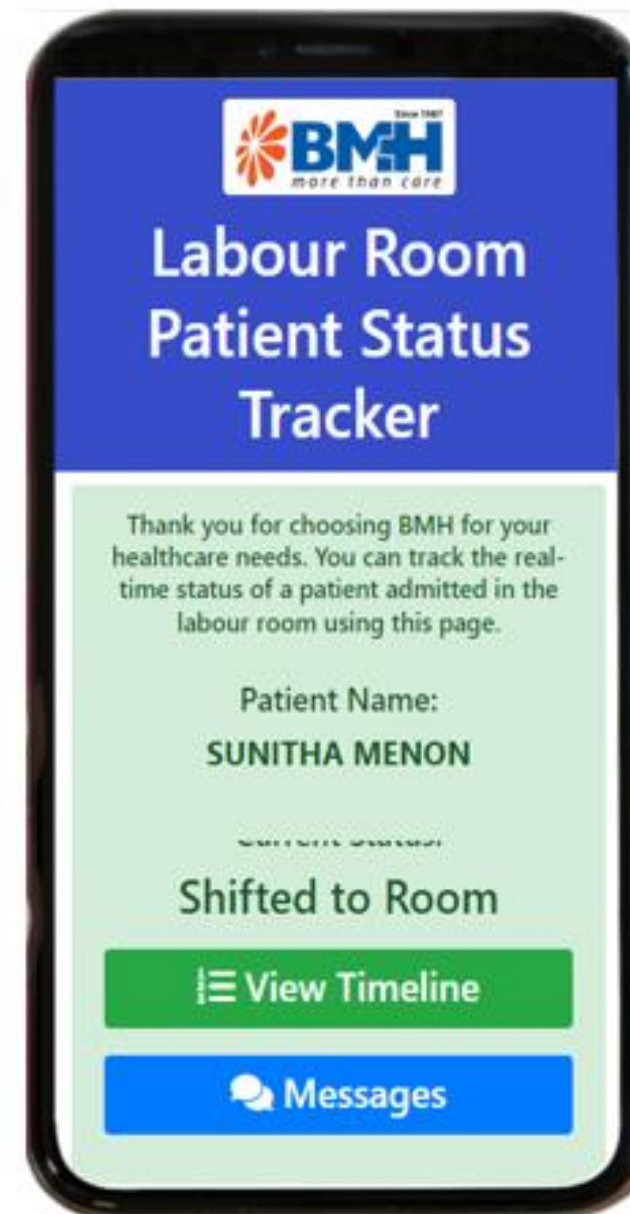 Since 1987
BMH
more than care
Labour Room
Patient Status
Tracker
Thank you for choosing BMH for your
healthcare needs. You can track the real-
time status of a patient admitted in the
labour room using this page.
Patient Name:
SUNITHA MENON
Current Status:
Shifted to Room
View Timeline
Messages